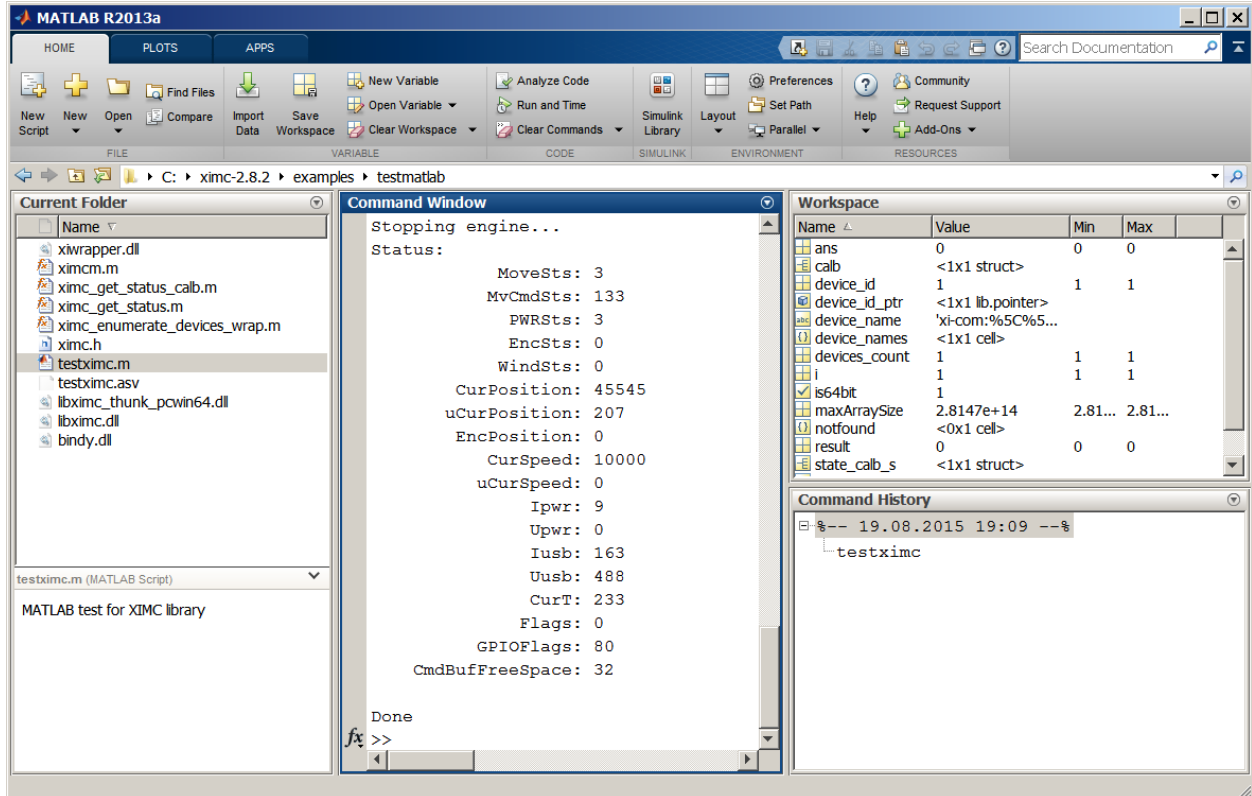 MATLAB R2013a
HOME PLOTS APPS
Search Documentation
New Script
New
Open
Find Files
Compare
Import Data
Save Workspace
New Variable
Open Variable
Clear Workspace
Analyze Code
Run and Time
Clear Commands
Simulink Library
Layout
Preferences
Set Path
Parallel
Help
Community
Request Support
Add-Ons
FILE VARIABLE CODE SIMULINK ENVIRONMENT RESOURCES
C: ximc-2.8.2 examples testmatlab
Current Folder
Name
xiwrapper.dll
ximcm.m
ximc_get_status_calb.m
ximc_get_status.m
ximc_enumerate_devices_wrap.m
ximc.h
testximc.m
testximc.asv
libximc_thunk_pcwin64.dll
libximc.dll
bindy.dll
testximc.m (MATLAB Script)
MATLAB test for XIMC library
Command Window
Stopping engine...
Status:
MoveSts: 3
MvCmdSts: 133
PWRSts: 3
EncSts: 0
WindSts: 0
CurPosition: 45545
uCurPosition: 207
EncPosition: 0
CurSpeed: 10000
uCurSpeed: 0
Ipwr: 9
Upwr: 0
Iusb: 163
Uusb: 488
CurT: 233
Flags: 0
GPIOFlags: 80
CmdBufFreeSpace: 32
Done
fx >>
Workspace
Name Value Min Max
ans 0 0 0
calb <1x1 struct>
device_id 1 1 1
device_id_ptr <1x1 lib.pointer>
abc device_name 'xi-com:%5C%5...
device_names <1x1 cell>
devices_count 1 1 1
i 1 1 1
is64bit 1
maxArraySize 2.8147e+14 2.81... 2.81...
notfound <0x1 cell>
result 0 0 0
state_calb_s <1x1 struct>
Command History
%-- 19.08.2015 19:09 --%
testximc